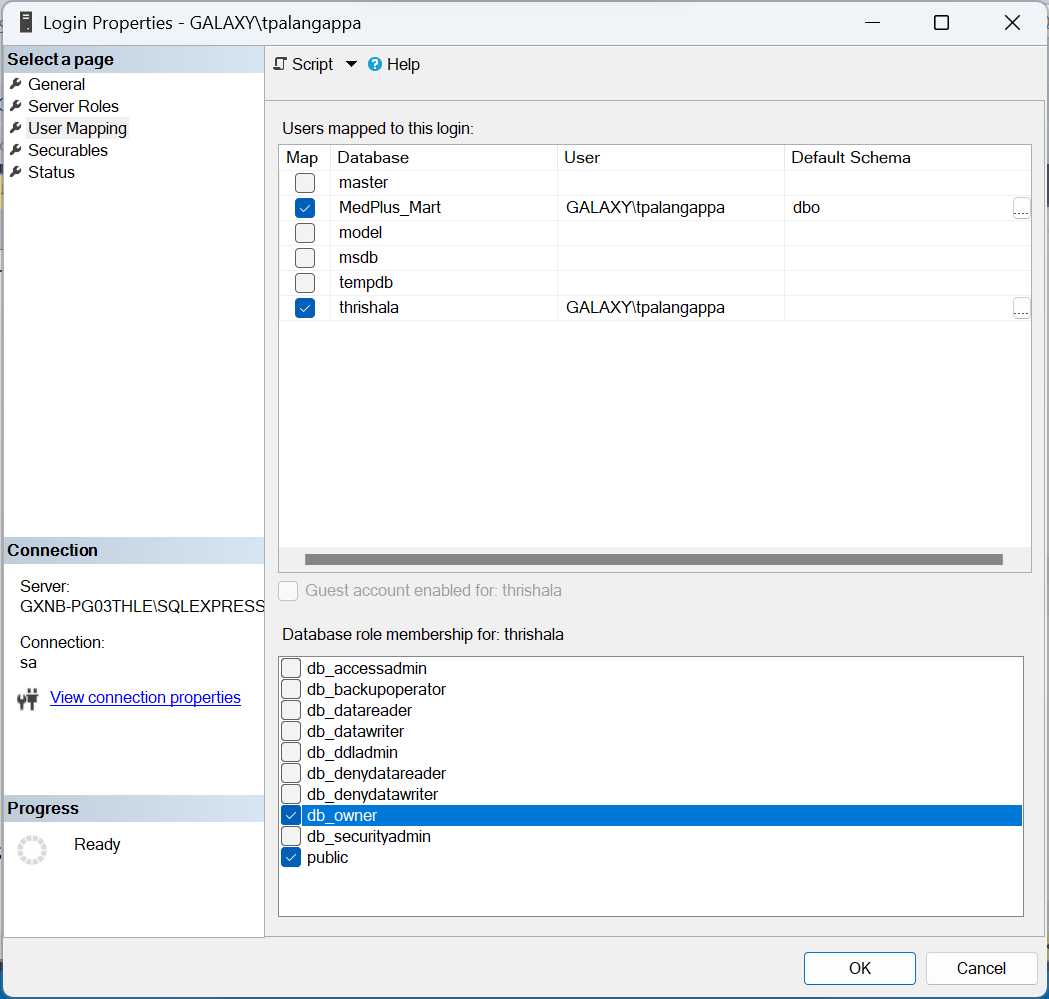 Login Properties - GALAXY\tpalangappa
Select a page
General
Server Roles
User Mapping
Securables
Status
Script
Help
Users mapped to this login:
Map Database User Default Schema
master
MedPlus_Mart GALAXY\tpalangappa dbo ...
model
msdb
tempdb
thrishala GALAXY\tpalangappa ...
Guest account enabled for: thrishala
Database role membership for: thrishala
db_accessadmin
db_backupoperator
db_datareader
db_datawriter
db_ddladmin
db_denydatareader
db_denydatawriter
db_owner
db_securityadmin
public
Connection
Server:
GXNB-PG03THLE\SQLEXPRESS
Connection:
sa
View connection properties
Progress
Ready
OK Cancel